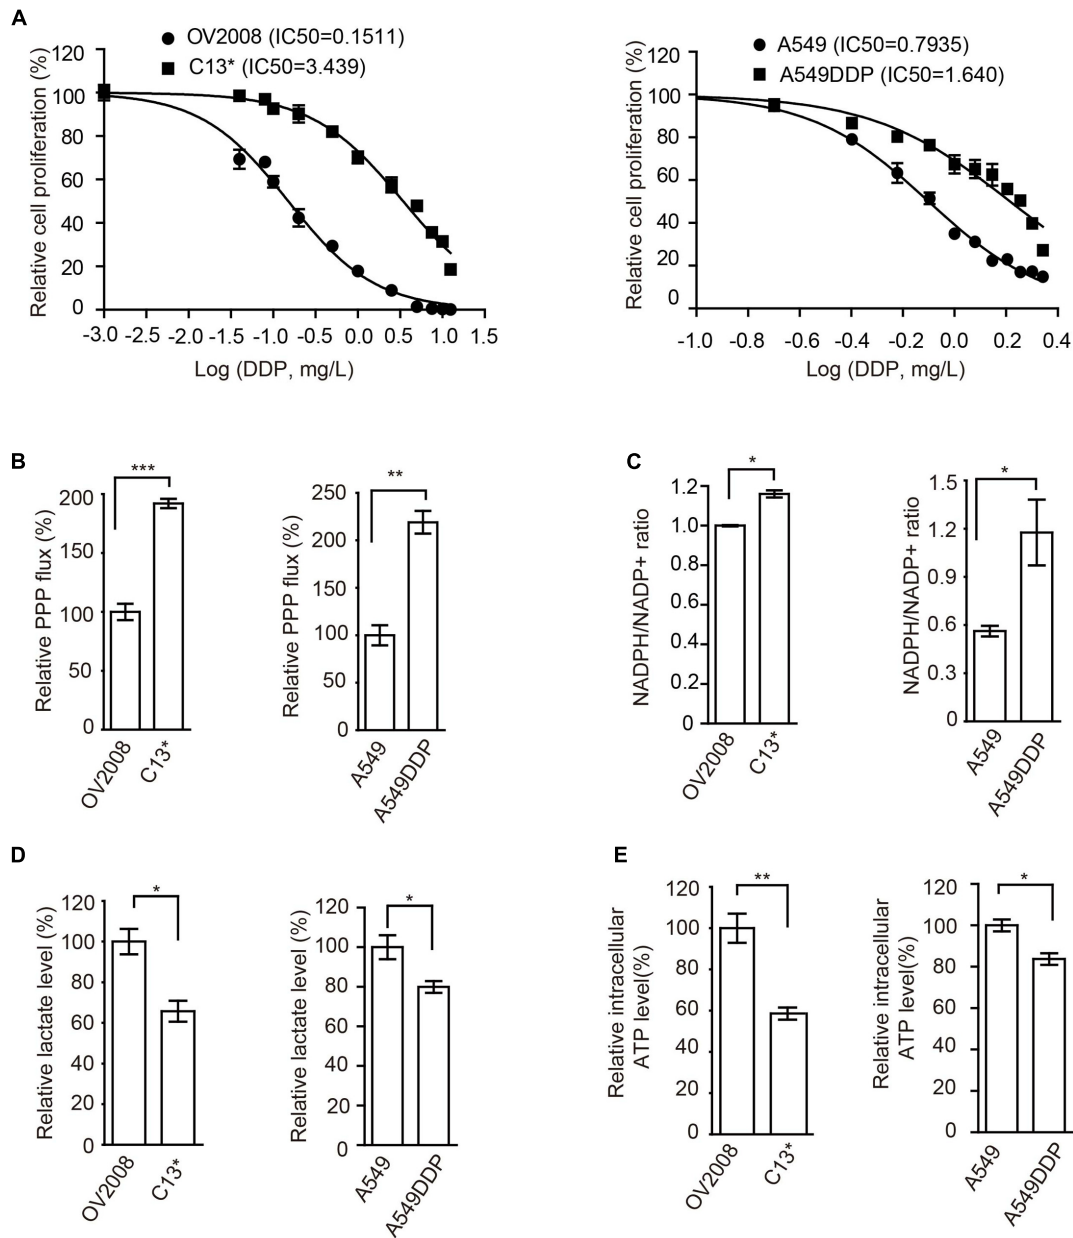 A
OV2008 (IC50=0.1511)
C13* (IC50=3.439)
Relative cell proliferation (%)
120
100
80
60
40
20
0
-3.0 -2.5 -2.0 -1.5 -1.0 -0.5 0.0 0.5 1.0 1.5
Log (DDP, mg/L)
A549 (IC50=0.7935)
A549DDP (IC50=1.640)
Relative cell proliferation (%)
120
100
80
60
40
20
0
-1.0 -0.8 -0.6 -0.4 -0.2 0.0 0.2 0.4
Log (DDP, mg/L)
B
***
Relative PPP flux (%)
200
150
100
50
0
OV2008
C13*
**
Relative PPP flux (%)
250
200
150
100
50
0
A549
A549DDP
C
*
NADPH/NADP+ ratio
1.2
1.0
0.8
0.6
0.4
0.2
0
OV2008
C13*
*
NADPH/NADP+ ratio
1.5
1.2
0.9
0.6
0.3
0
A549
A549DDP
D
*
Relative lactate level (%)
120
100
80
60
40
20
0
OV2008
C13*
*
Relative lactate level (%)
120
100
80
60
40
20
0
A549
A549DDP
E
**
Relative intracellular
ATP level(%)
120
100
80
60
40
20
0
OV2008
C13*
*
Relative intracellular
ATP level(%)
120
100
80
60
40
20
0
A549
A549DDP